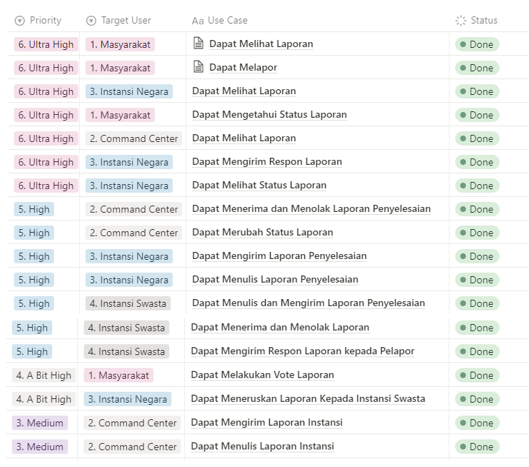 Priority Target User Aa Use Case Status
6. Ultra High 1. Masyarakat Dapat Melihat Laporan Done
6. Ultra High 1. Masyarakat Dapat Melapor Done
6. Ultra High 3. Instansi Negara Dapat Melihat Laporan Done
6. Ultra High 1. Masyarakat Dapat Mengetahui Status Laporan Done
6. Ultra High 2. Command Center Dapat Melihat Laporan Done
6. Ultra High 3. Instansi Negara Dapat Mengirim Respon Laporan Done
6. Ultra High 3. Instansi Negara Dapat Melihat Status Laporan Done
5. High 2. Command Center Dapat Menerima dan Menolak Laporan Penyelesaian Done
5. High 2. Command Center Dapat Merubah Status Laporan Done
5. High 3. Instansi Negara Dapat Mengirim Laporan Penyelesaian Done
5. High 3. Instansi Negara Dapat Menulis Laporan Penyelesaian Done
5. High 4. Instansi Swasta Dapat Menulis dan Mengirim Laporan Penyelesaian Done
5. High 4. Instansi Swasta Dapat Menerima dan Menolak Laporan Done
5. High 4. Instansi Swasta Dapat Mengirim Respon Laporan kepada Pelapor Done
4. A Bit High 1. Masyarakat Dapat Melakukan Vote Laporan Done
4. A Bit High 3. Instansi Negara Dapat Meneruskan Laporan Kepada Instansi Swasta Done
3. Medium 2. Command Center Dapat Mengirim Laporan Instansi Done
3. Medium 2. Command Center Dapat Menulis Laporan Instansi Done